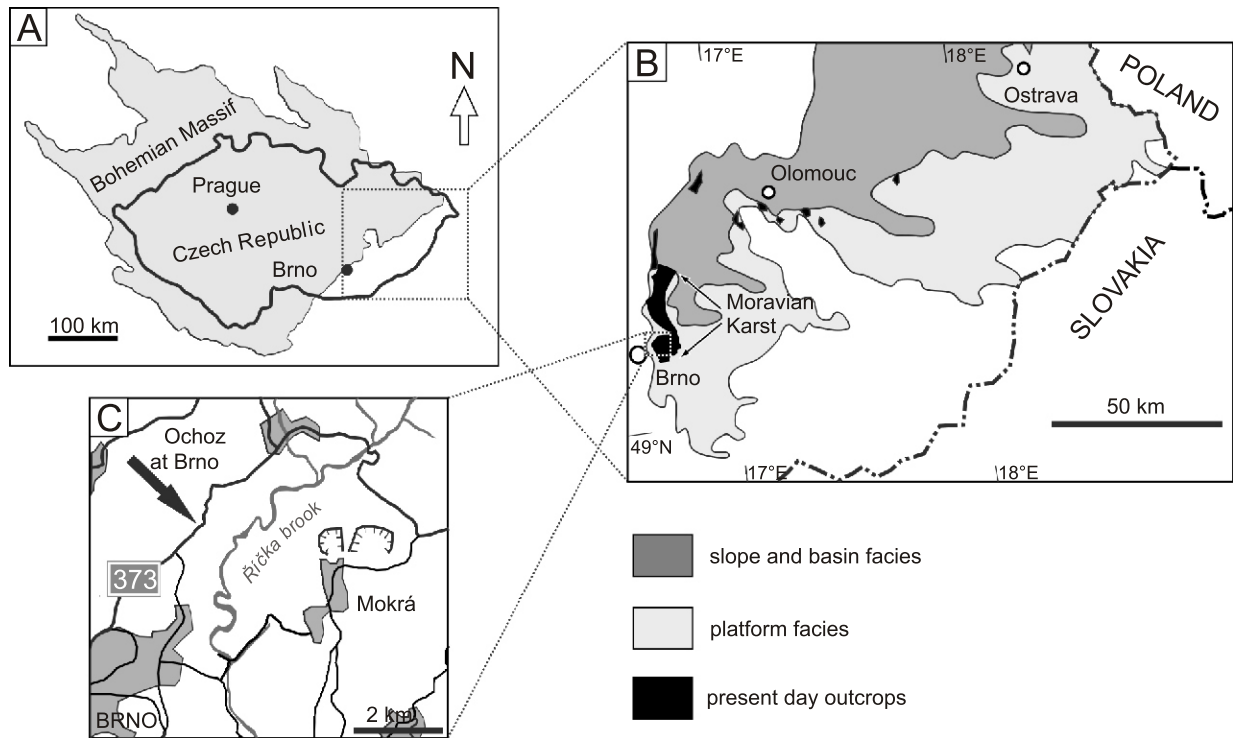 A
N
Bohemian Massif
Prague
Czech Republic
Brno
100 km
B
17°E
18°E
POLAND
Ostrava
Olomouc
SLOVAKIA
Moravian
Karst
Brno
50 km
49°N
17°E
18°E
C
Ochoz
at Brno
Říčka brook
373
Mokrá
BRNO
2 km
slope and basin facies
platform facies
present day outcrops